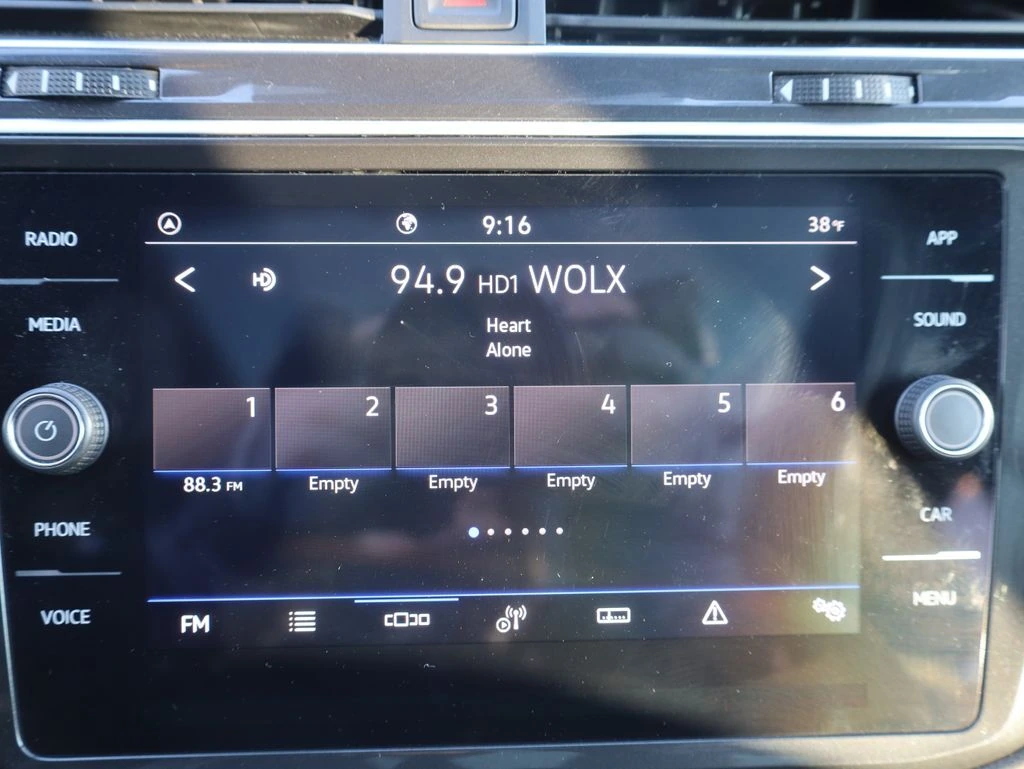 9:16 38°F
RADIO APP
HD 94.9 HD1 WOLX
MEDIA Heart SOUND
Alone
1 2 3 4 5 6
88.3 FM Empty Empty Empty Empty Empty
PHONE CAR
VOICE FM MENU